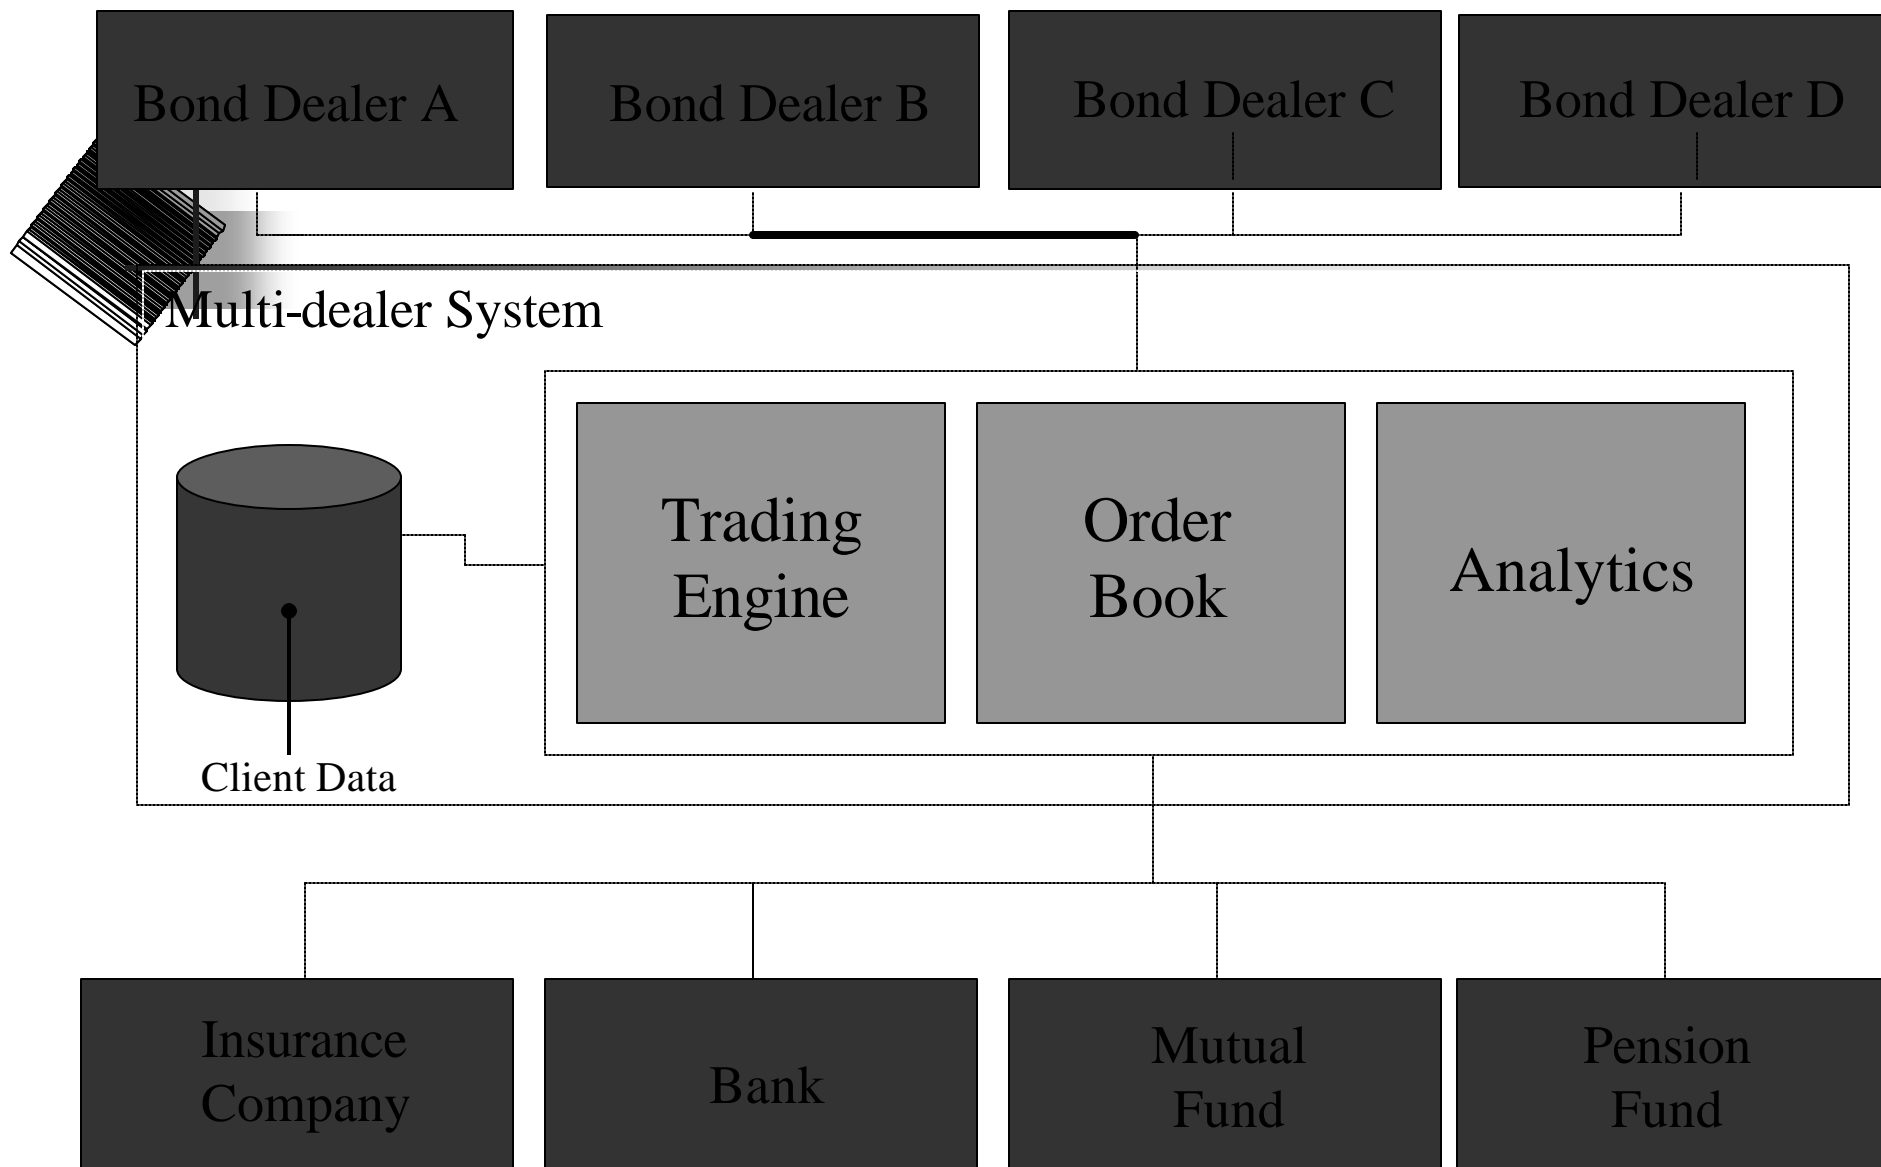 Bond Dealer A
Bond Dealer B
Bond Dealer C
Bond Dealer D
Multi-dealer System
Trading
Engine
Order
Book
Analytics
Client Data
Insurance
Company
Bank
Mutual
Fund
Pension
Fund